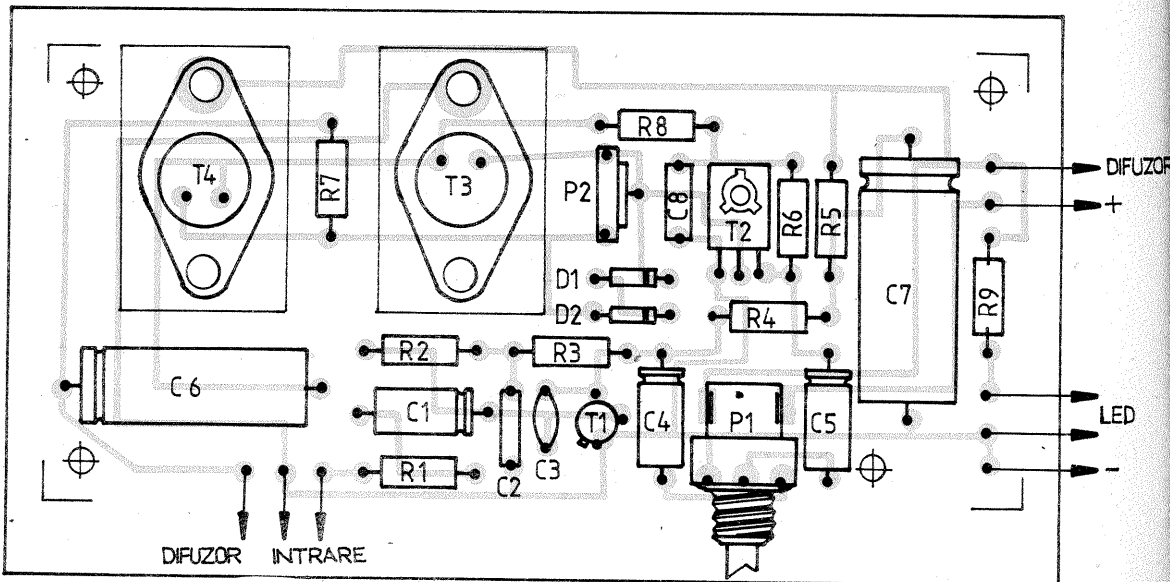 R8
DIFUZOR
T4
R7
T3
P2
C8
T2
R6
R5
+
D1
C7
R9
D2
R4
R2
R3
C6
C1
T1
C4
P1
C5
LED
R1
C2
C3
-
DIFUZOR INTRARE